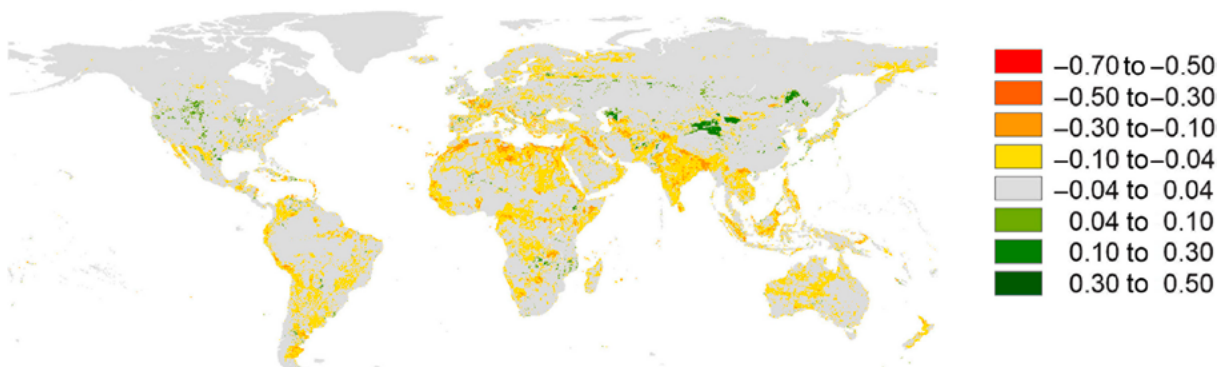 −0.70 to −0.50
−0.50 to −0.30
−0.30 to −0.10
−0.10 to −0.04
−0.04 to 0.04
0.04 to 0.10
0.10 to 0.30
0.30 to 0.50